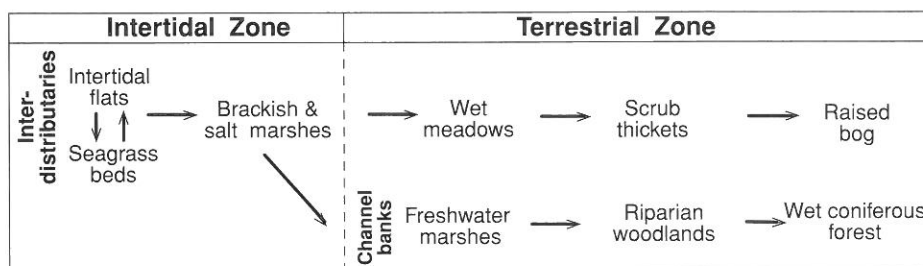 Intertidal Zone
Terrestrial Zone
Inter-
distributaries
Intertidal
flats
Seagrass
beds
Brackish &
salt marshes
Wet
meadows
Scrub
thickets
Raised
bog
Channel
banks
Freshwater
marshes
Riparian
woodlands
Wet coniferous
forest